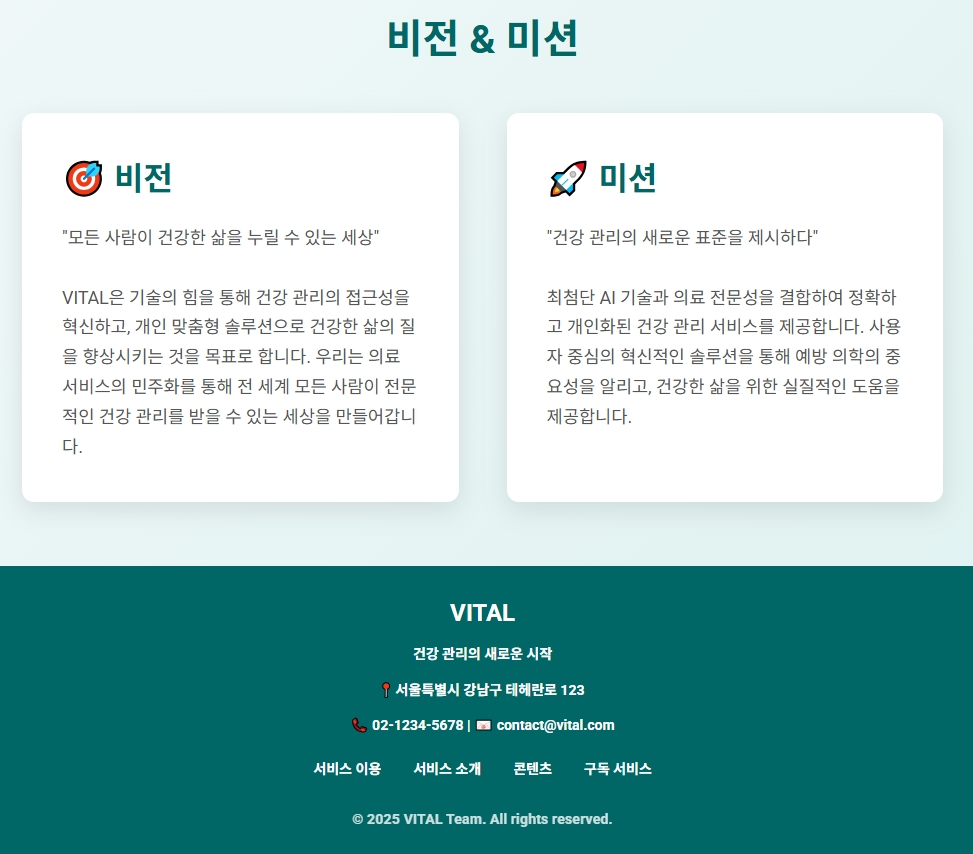 비전 & 미션
비전
"모든 사람이 건강한 삶을 누릴 수 있는 세상"
VITAL은 기술의 힘을 통해 건강 관리의 접근성을
혁신하고, 개인 맞춤형 솔루션으로 건강한 삶의 질
을 향상시키는 것을 목표로 합니다. 우리는 의료
서비스의 민주화를 통해 전 세계 모든 사람이 전문
적인 건강 관리를 받을 수 있는 세상을 만들어갑니
다.
미션
"건강 관리의 새로운 표준을 제시하다"
최첨단 AI 기술과 의료 전문성을 결합하여 정확하
고 개인화된 건강 관리 서비스를 제공합니다. 사용
자 중심의 혁신적인 솔루션을 통해 예방 의학의 중
요성을 알리고, 건강한 삶을 위한 실질적인 도움을
제공합니다.
VITAL
건강 관리의 새로운 시작
서울특별시 강남구 테헤란로 123
02-1234-5678 | contact@vital.com
서비스 이용 서비스 소개 콘텐츠 구독 서비스
© 2025 VITAL Team. All rights reserved.